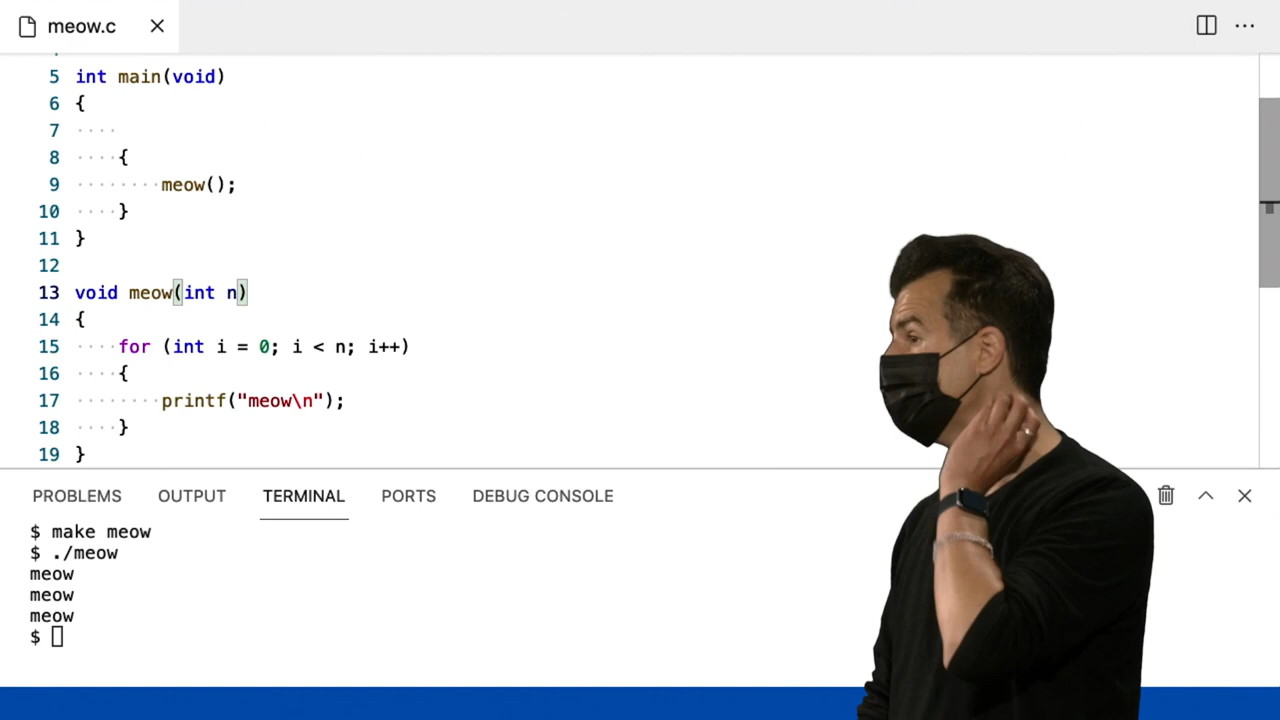 meow.c
5 int main(void)
6 {
7 ····
8 ····{
9 ········meow();
10 ····}
11 }
12
13 void meow(int n)
14 {
15 ····for (int i = 0; i < n; i++)
16 ····{
17 ········printf("meow\n");
18 ····}
19 }
PROBLEMS OUTPUT TERMINAL PORTS DEBUG CONSOLE
$ make meow
$ ./meow
meow
meow
meow
$